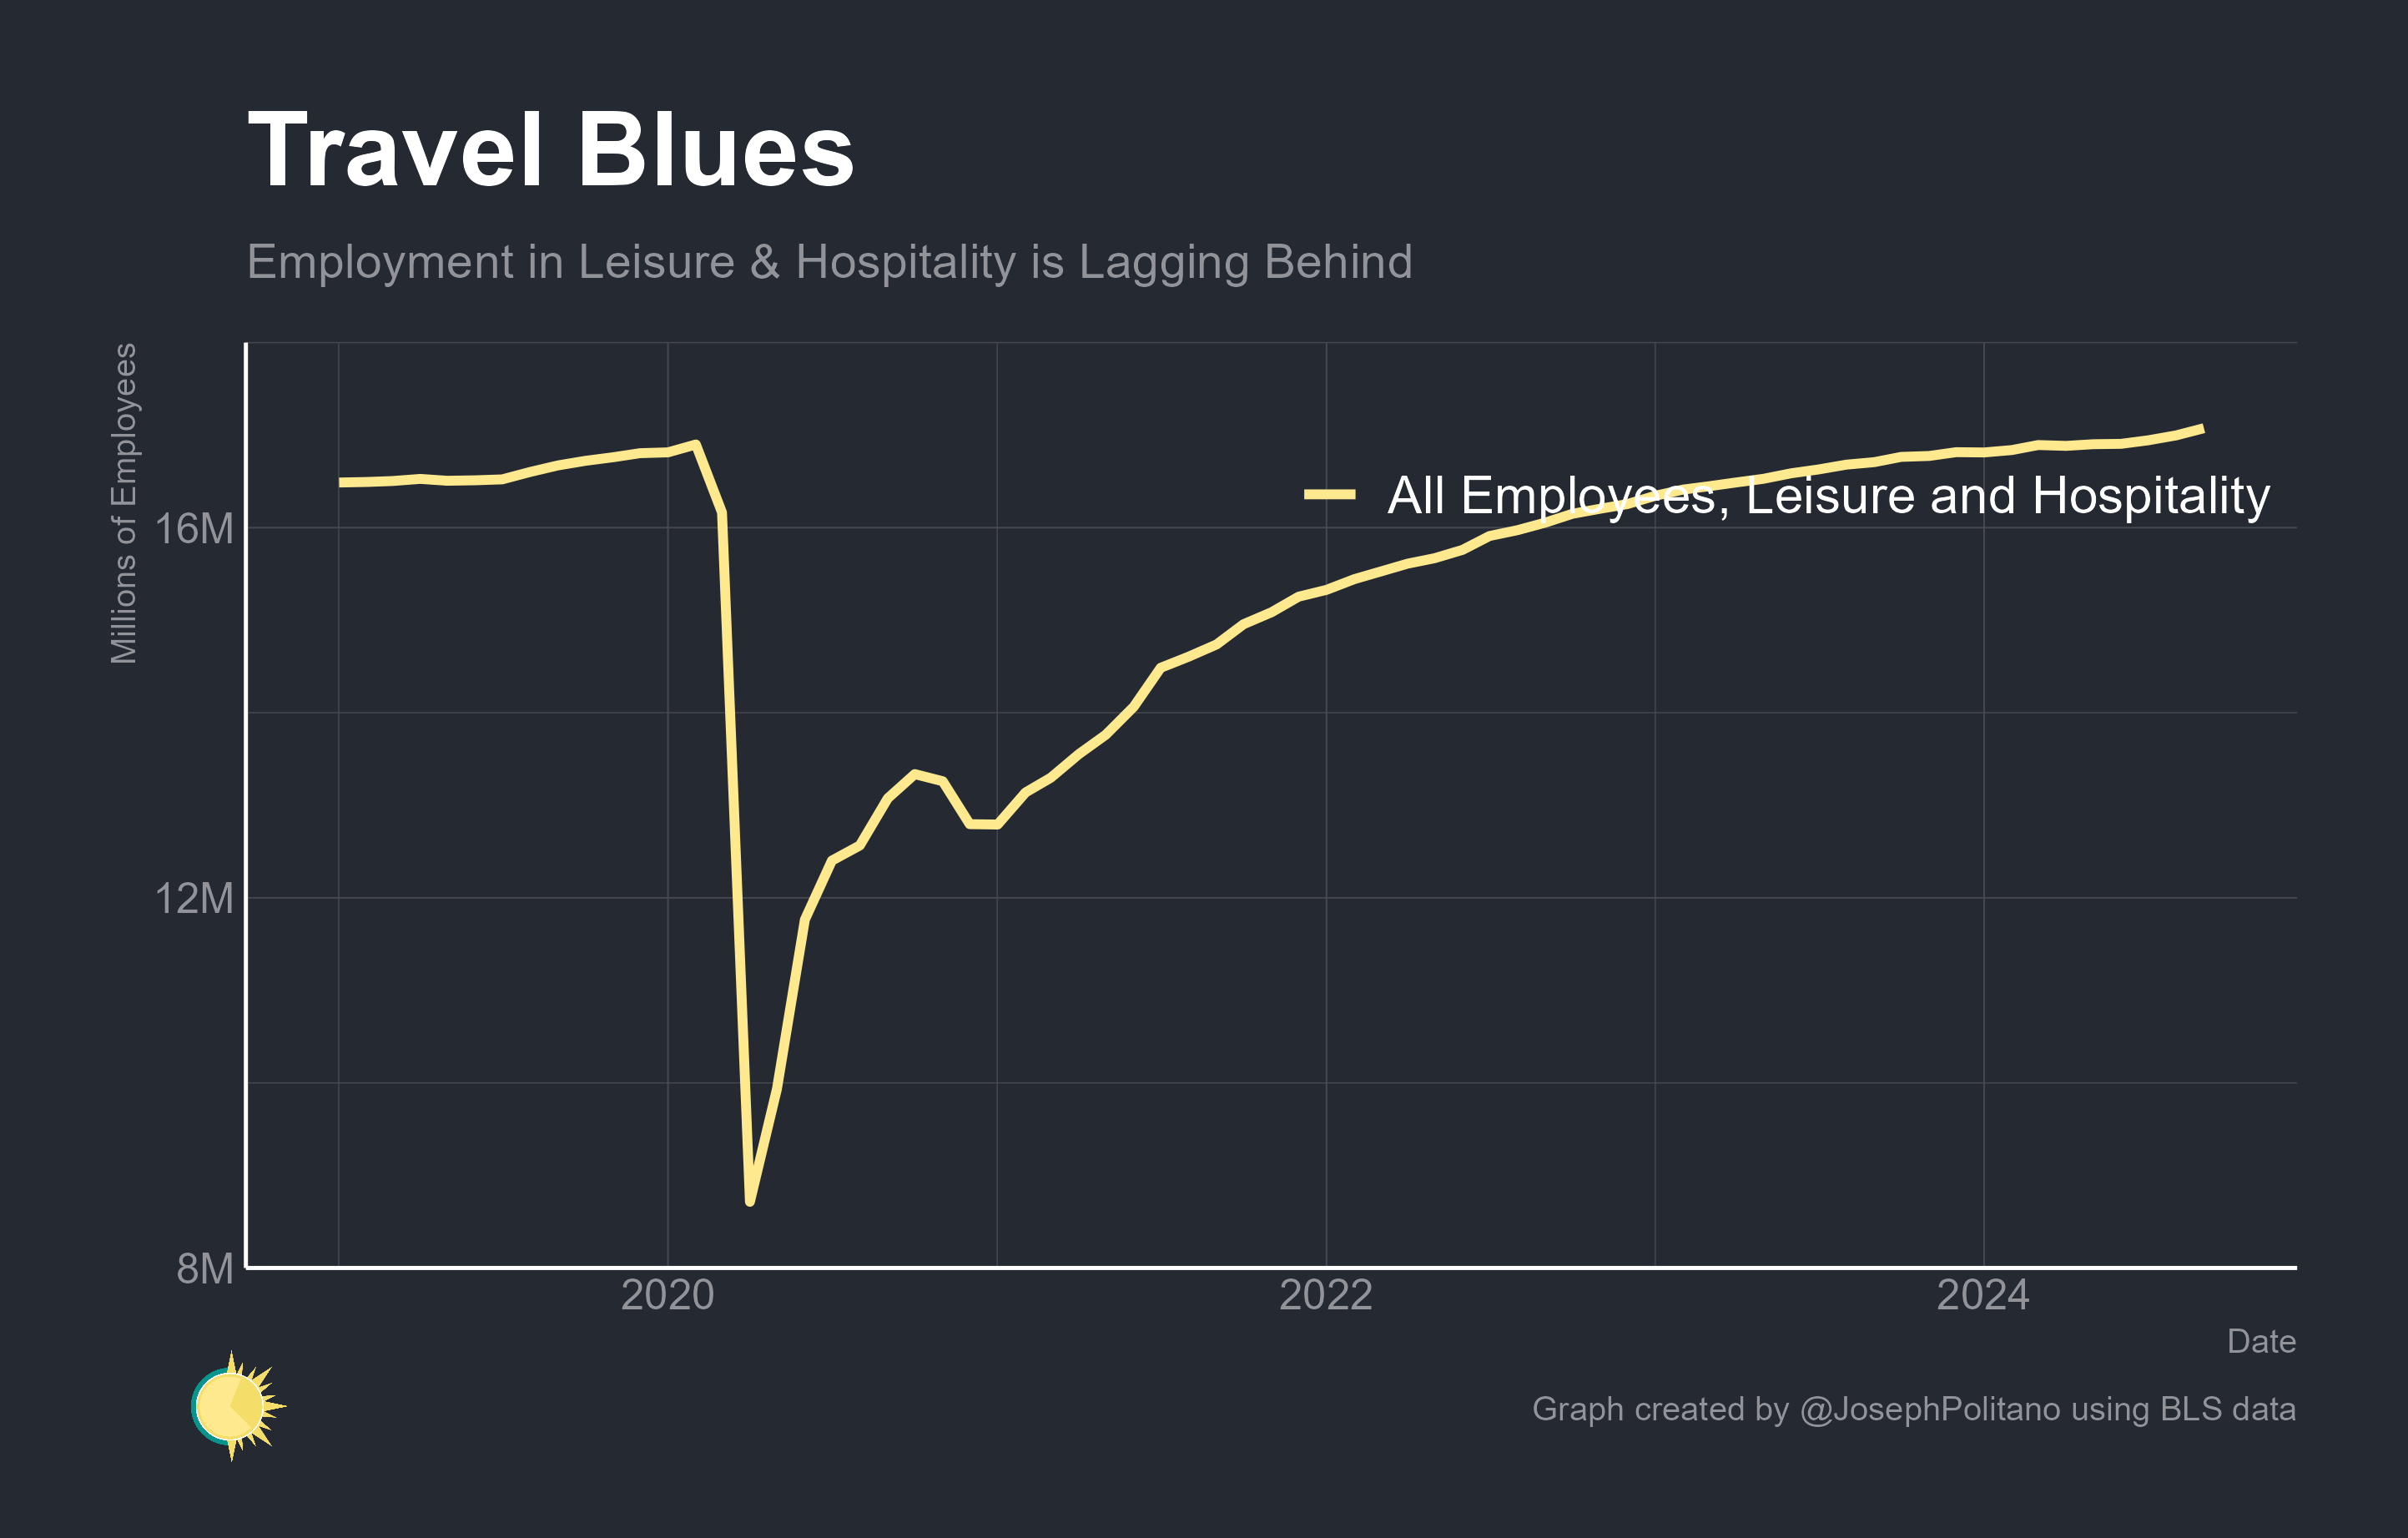 Travel Blues
Employment in Leisure & Hospitality is Lagging Behind
Millions of Employees
16M
12M
8M
All Employees, Leisure and Hospitality
2020
2022
2024
Date
Graph created by @JosephPolitano using BLS data